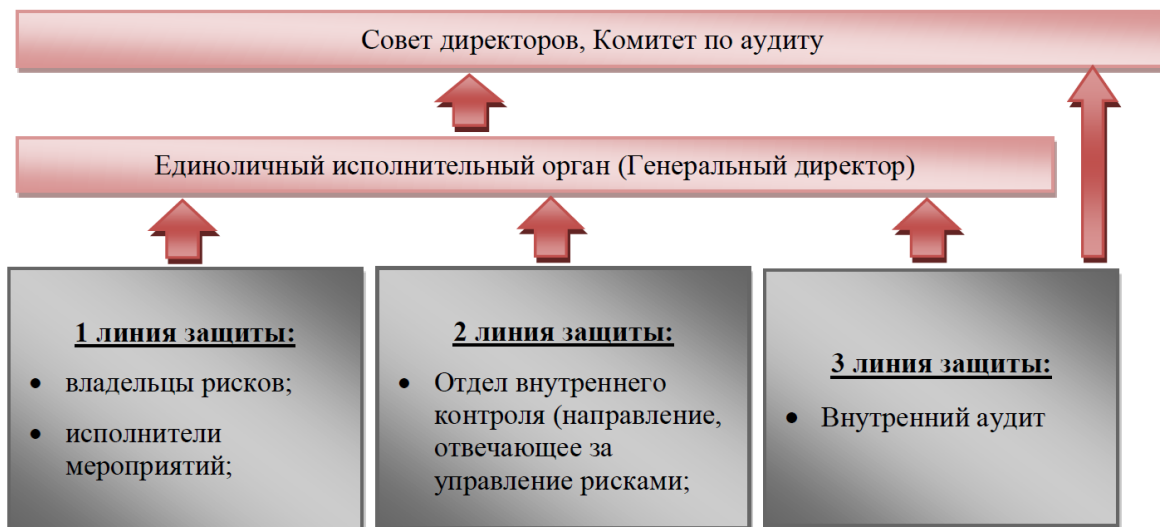 Совет директоров, Комитет по аудиту
Единоличный исполнительный орган (Генеральный директор)
1 линия защиты:
• владельцы рисков;
• исполнители
мероприятий;
2 линия защиты:
• Отдел внутреннего
контроля (направление,
отвечающее за
управление рисками;
3 линия защиты:
• Внутренний аудит